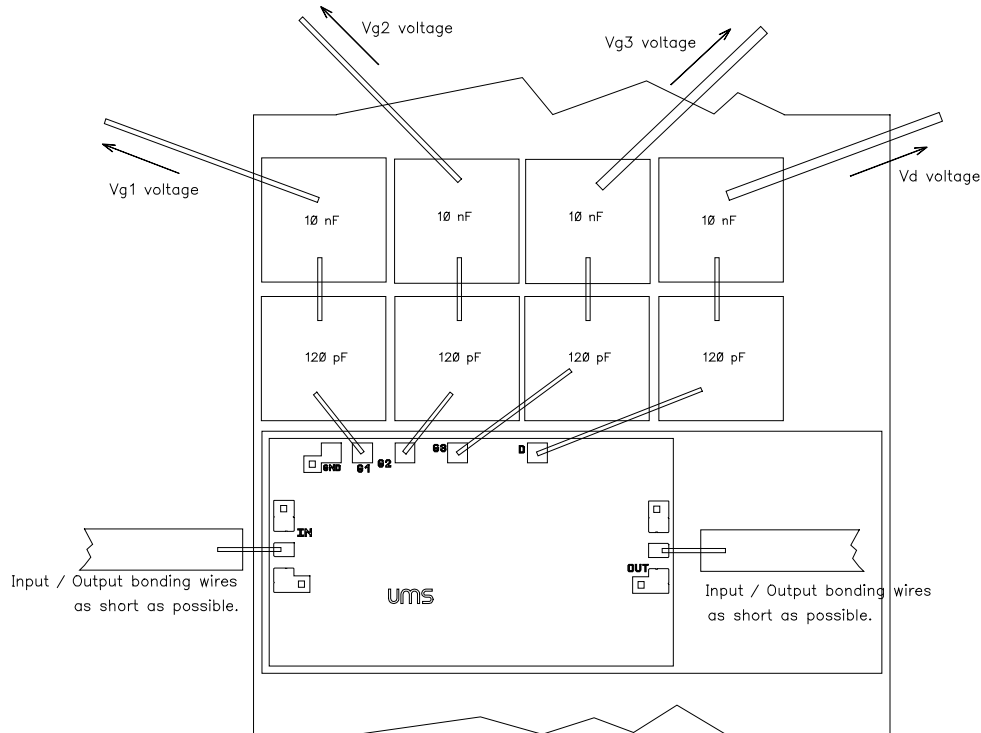 Vg2 voltage
Vg3 voltage
Vg1 voltage
Vd voltage
10 nF
10 nF
10 nF
10 nF
120 pF
120 pF
120 pF
120 pF
GND
G1
G2
G3
D
IN
OUT
Input / Output bonding wires
as short as possible.
ums
Input / Output bonding wires
as short as possible.